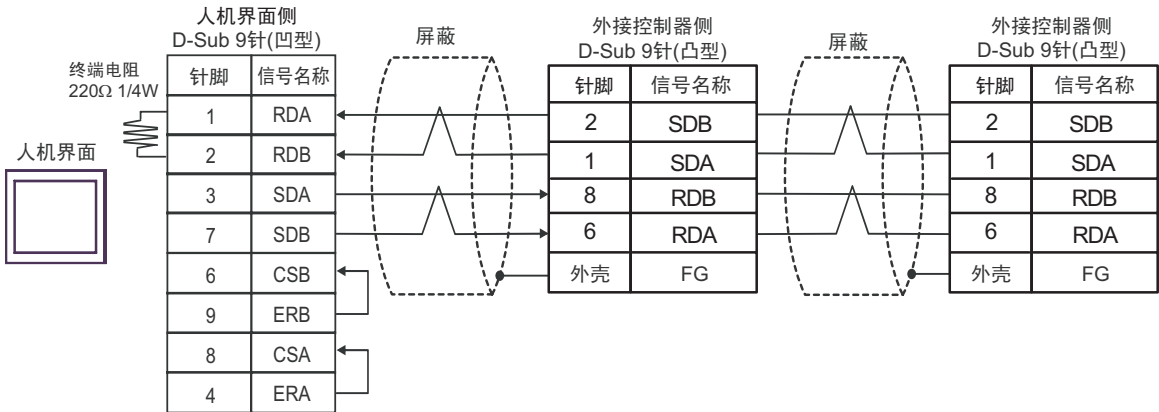 人机界面侧
D-Sub 9针(凹型)
屏蔽
外接控制器侧
D-Sub 9针(凸型)
屏蔽
外接控制器侧
D-Sub 9针(凸型)
终端电阻
220Ω 1/4W
人机界面
针脚 信号名称
1 RDA
2 RDB
3 SDA
7 SDB
6 CSB
9 ERB
8 CSA
4 ERA
针脚 信号名称
2 SDB
1 SDA
8 RDB
6 RDA
外壳 FG
针脚 信号名称
2 SDB
1 SDA
8 RDB
6 RDA
外壳 FG